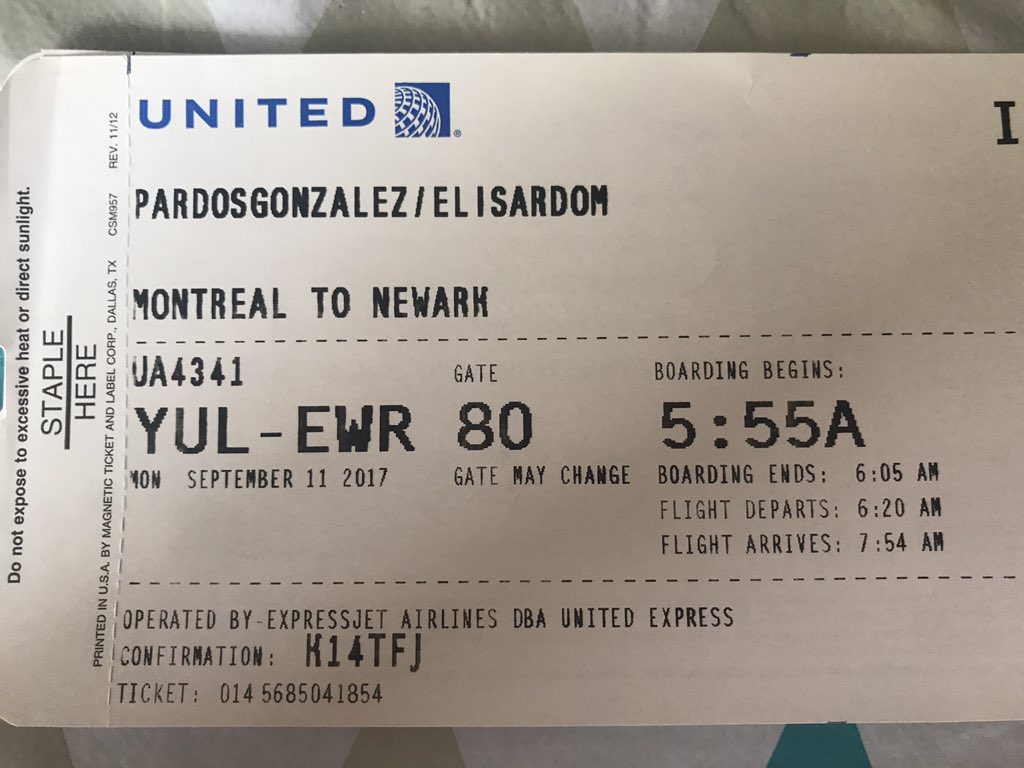 UNITED
I
PARDOSGONZALEZ/ELISARDOM
MONTREAL TO NEWARK
UA4341 GATE BOARDING BEGINS:
YUL-EWR 80 5:55A
MON SEPTEMBER 11 2017 GATE MAY CHANGE BOARDING ENDS: 6:05 AM
FLIGHT DEPARTS: 6:20 AM
FLIGHT ARRIVES: 7:54 AM
OPERATED BY-EXPRESSJET AIRLINES DBA UNITED EXPRESS
CONFIRMATION: K14TFJ
TICKET: 014 5685041854
Do not expose to excessive heat or direct sunlight.
STAPLE
HERE
PRINTED IN U.S.A. BY MAGNETIC TICKET AND LABEL CORP., DALLAS, TX CSM957 REV. 11/12